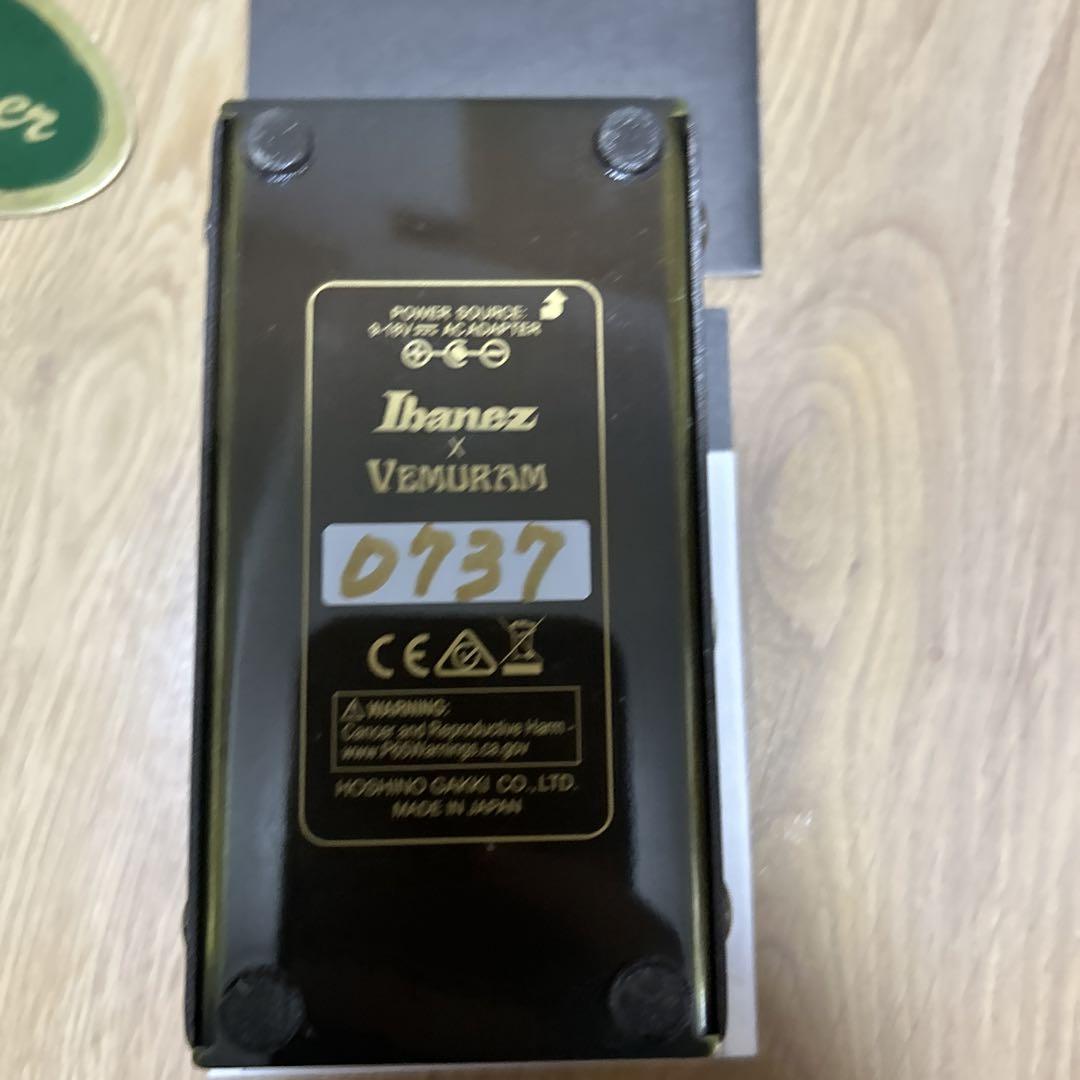 er
POWER SOURCE:
9-18V ⎓ AC ADAPTER
Ibanez
X
VEMURAM
0737
CE
WARNING:
Cancer and Reproductive Harm -
www.P65Warnings.ca.gov
HOSHINO GAKKI CO.,LTD.
MADE IN JAPAN